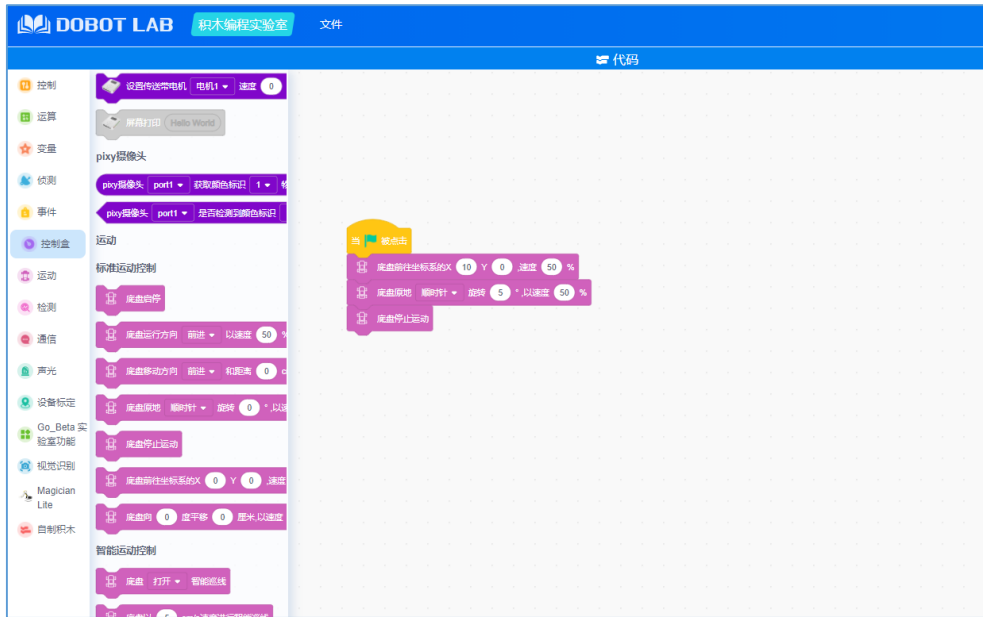 DOBOT LAB 积木编程实验室 文件
代码
控制
运算
变量
侦测
事件
控制盒
运动
检测
通信
声光
设备标定
Go_Beta 实
验室功能
视觉识别
Magician
Lite
自制积木
设置传送带电机 电机1 速度 0
屏幕打印 Hello World
pixy摄像头
pixy摄像头 port1 获取颜色标识 1
pixy摄像头 port1 是否检测到颜色标识
运动
标准运动控制
底盘启停
底盘运行方向 前进 以速度 50 %
底盘移动方向 前进 和距离 0
底盘原地 顺时针 旋转 0 °,以速
底盘停止运动
底盘前往坐标系的X 0 Y 0 ,速度
底盘向 0 度平移 0 厘米,以速度
智能运动控制
底盘 打开 智能巡线
当 被点击
底盘前往坐标系的X 10 Y 0 ,速度 50 %
底盘原地 顺时针 旋转 5 °,以速度 50 %
底盘停止运动